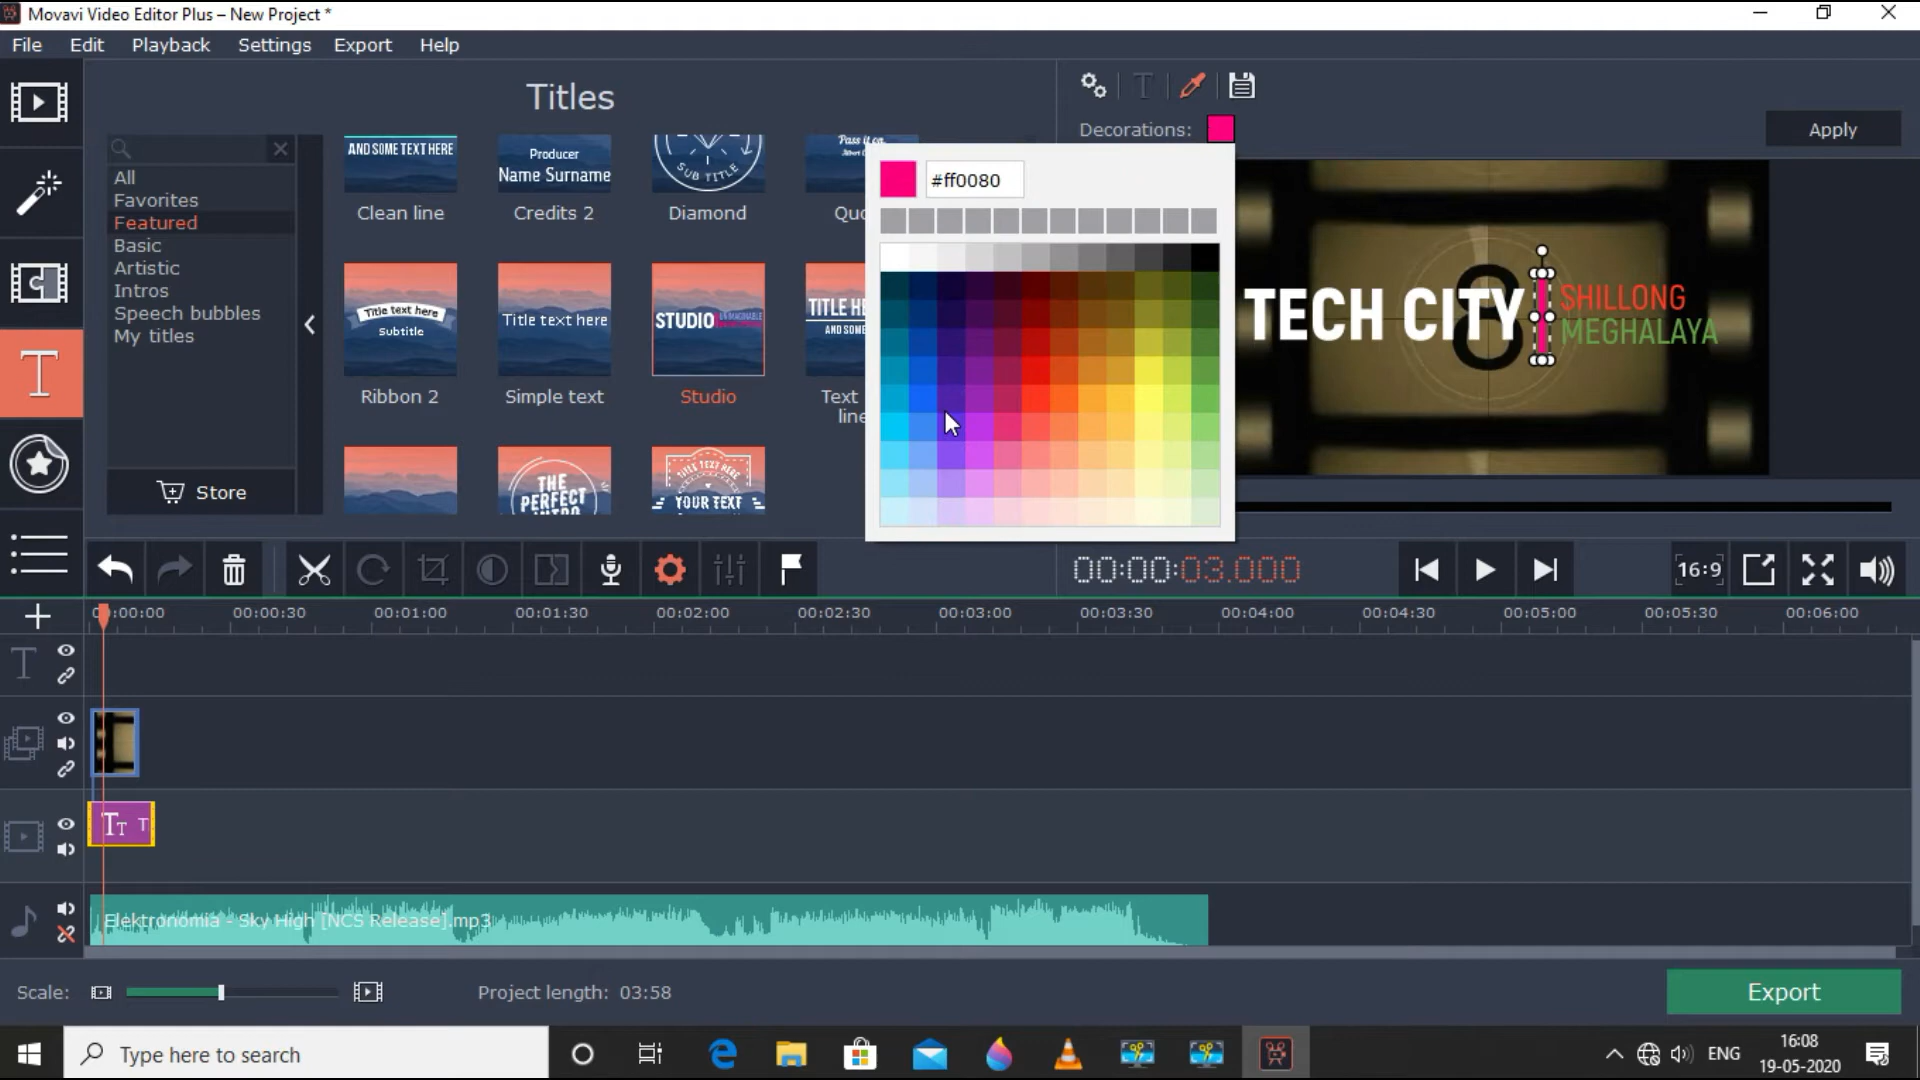 Movavi Video Editor Plus – New Project *
File Edit Playback Settings Export Help
Titles
Decorations:
Apply
#ff0080
All
Favorites
Featured
Basic
Artistic
Intros
Speech bubbles
My titles
Store
AND SOME TEXT HERE
Clean line
Producer
Name Surname
Credits 2
SUB TITLE
Diamond
Pass it on
Quo
Title text here
Subtitle
Ribbon 2
Title text here
Simple text
STUDIO
UNIMAGINABLE
Studio
TITLE HE
AND SOME
Text
line
THE
PERFECT
INTRO
TITLE TEXT HERE
YOUR TEXT
TECH CITY
8
SHILLONG
MEGHALAYA
00:00:03.000
16:9
00:00:00 00:00:30 00:01:00 00:01:30 00:02:00 00:02:30 00:03:00 00:03:30 00:04:00 00:04:30 00:05:00 00:05:30 00:06:00
T
Tт T
Elektronomia - Sky High [NCS Release].mp3
Scale:
Project length: 03:58
Export
Type here to search
ENG
16:08
19-05-2020